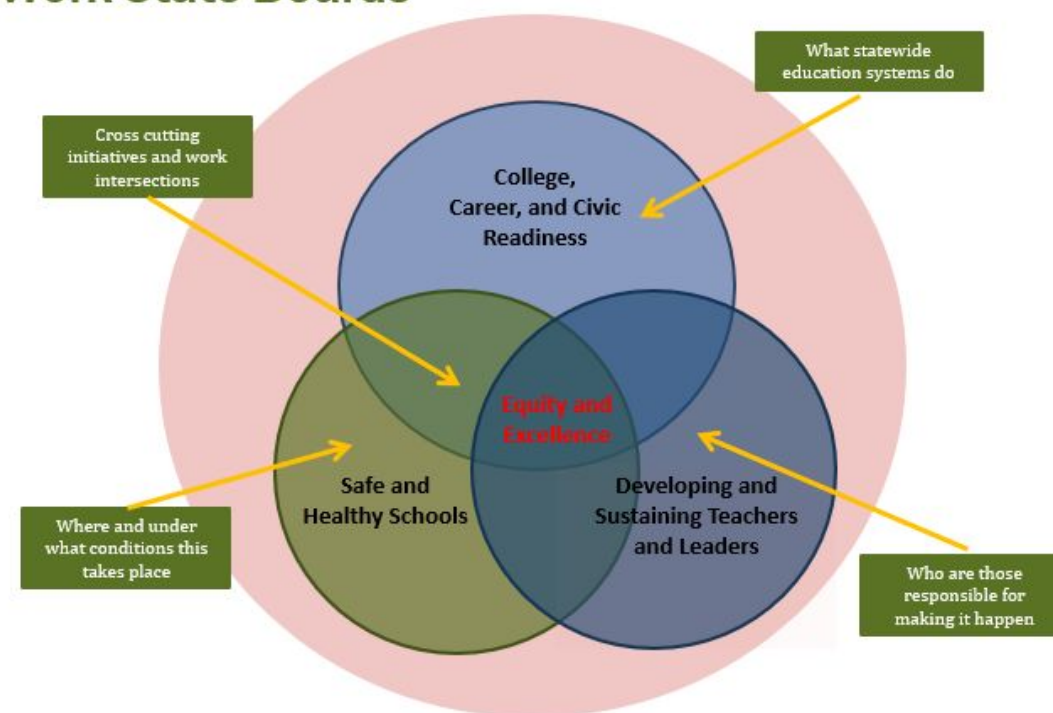 What statewide
education systems do
Cross cutting
initiatives and work
intersections
College,
Career, and Civic
Readiness
Equity and
Excellence
Safe and
Healthy Schools
Developing and
Sustaining Teachers
and Leaders
Where and under
what conditions this
takes place
Who are those
responsible for
making it happen